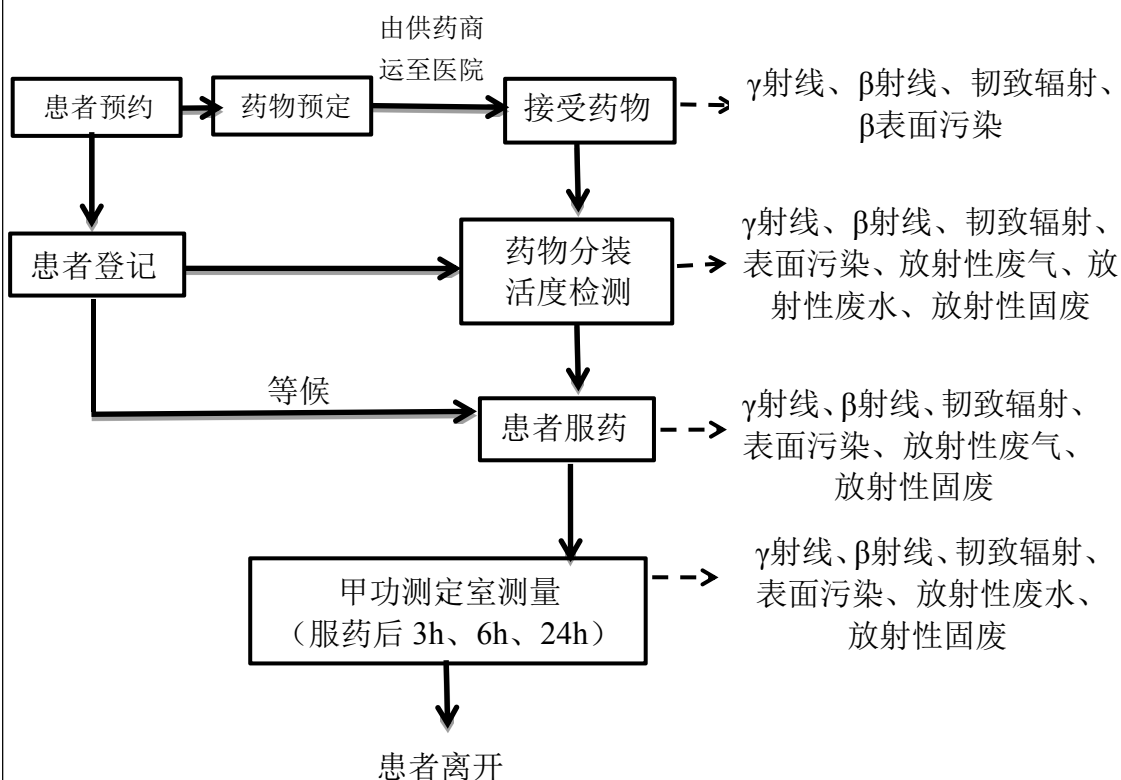 由供药商
运至医院
患者预约
药物预定
接受药物
γ射线、β射线、韧致辐射、
β表面污染
患者登记
药物分装
活度检测
γ射线、β射线、韧致辐射、
表面污染、放射性废气、放
射性废水、放射性固废
等候
患者服药
γ射线、β射线、韧致辐射、
表面污染、放射性废气、
放射性固废
甲功测定室测量
（服药后 3h、6h、24h）
γ射线、β射线、韧致辐射、
表面污染、放射性废水、
放射性固废
患者离开